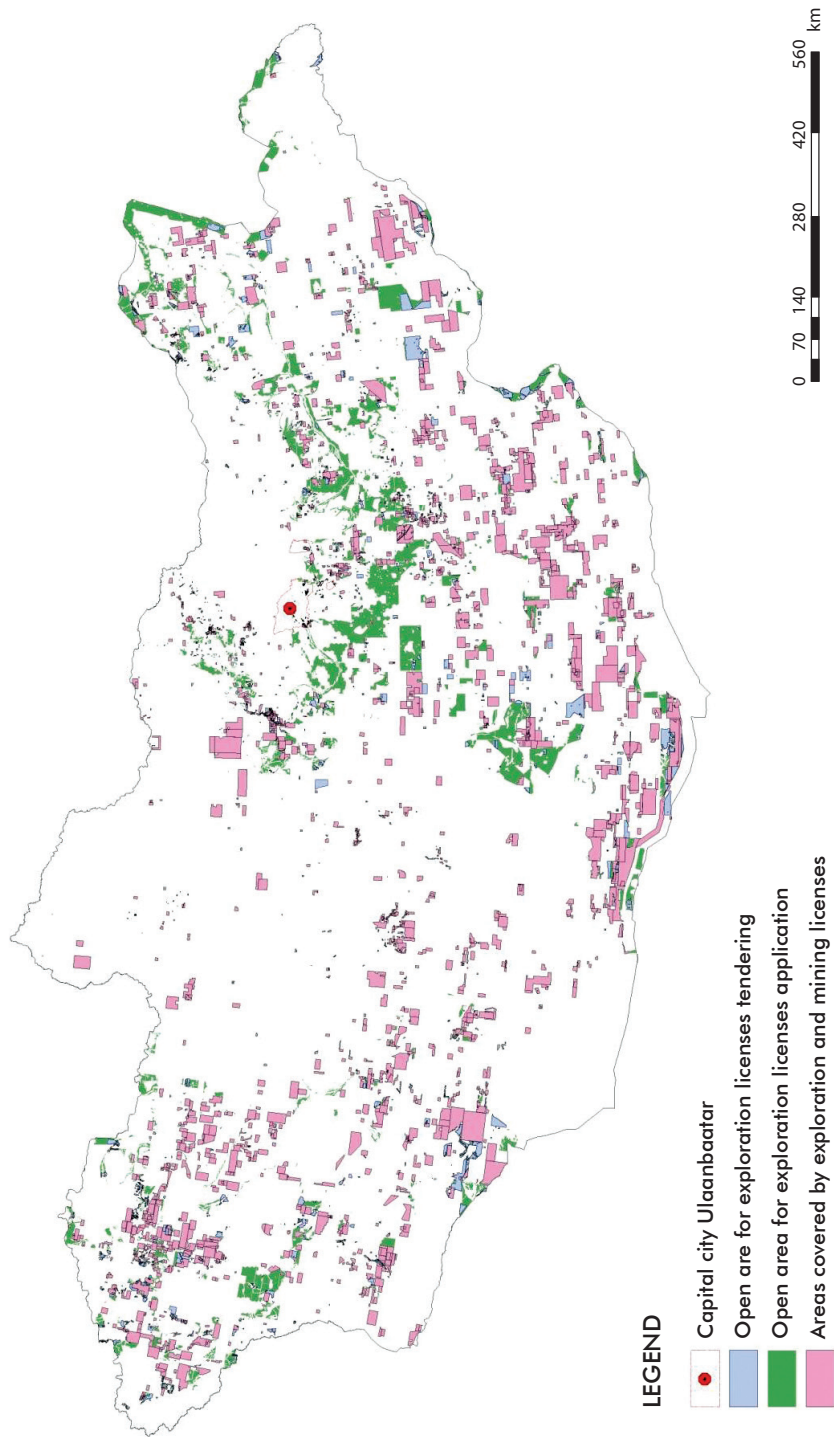 LEGEND
Capital city Ulaanbaatar
Open are for exploration licenses tendering
Open area for exploration licenses application
Areas covered by exploration and mining licenses
0 70 140 280 420 560 km